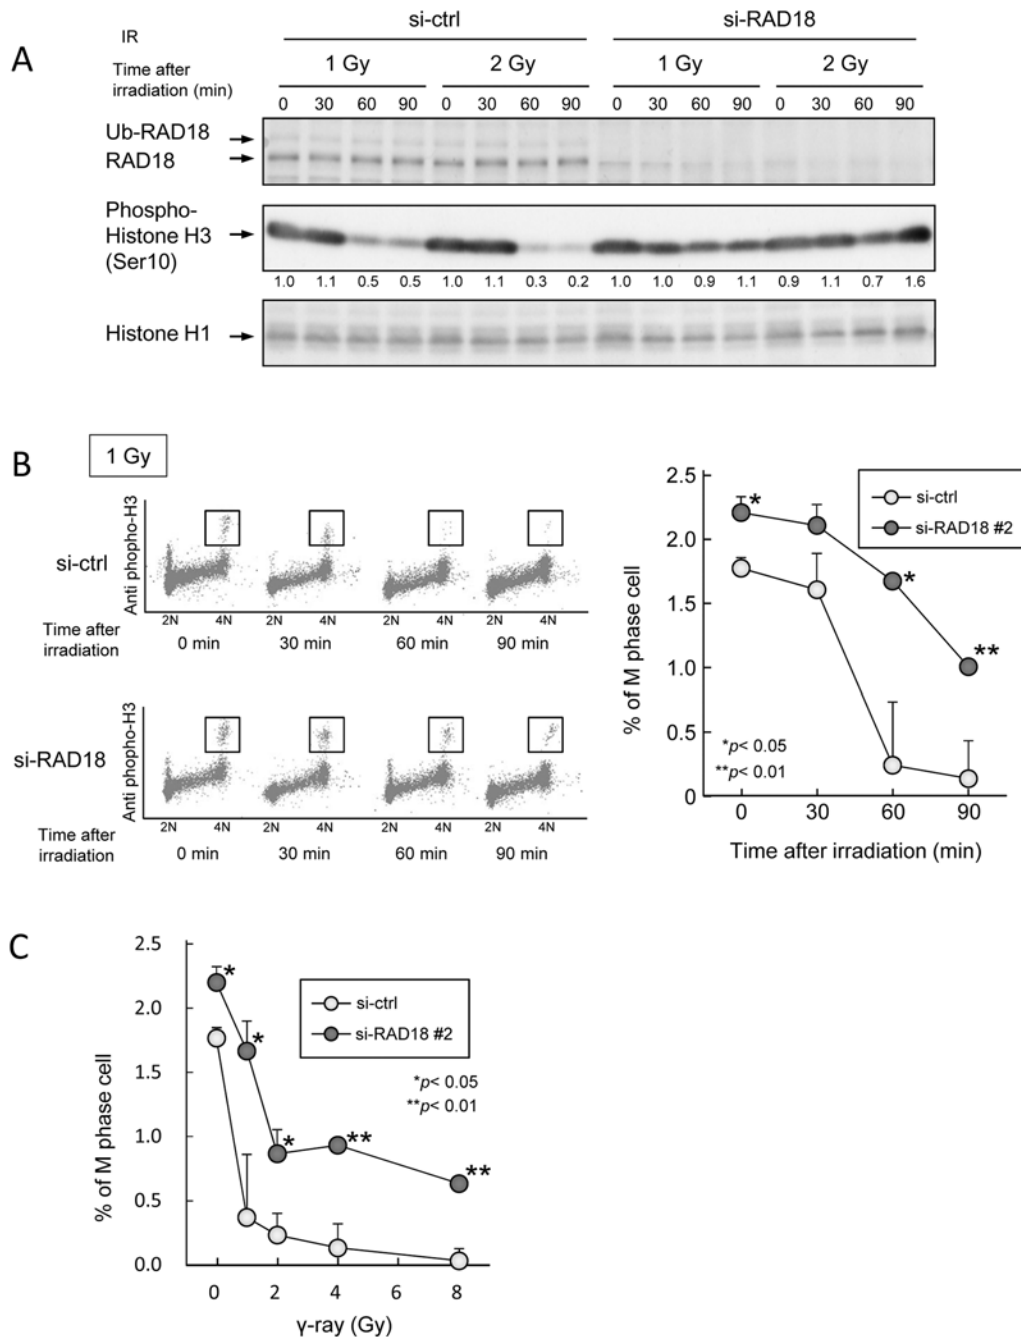 A
IR
si-ctrl si-RAD18
Time after
irradiation (min)
1 Gy 2 Gy 1 Gy 2 Gy
0 30 60 90 0 30 60 90 0 30 60 90 0 30 60 90
Ub-RAD18
RAD18
Phospho-
Histone H3
(Ser10)
1.0 1.1 0.5 0.5 1.0 1.1 0.3 0.2 1.0 1.0 0.9 1.1 0.9 1.1 0.7 1.6
Histone H1
B
1 Gy
si-ctrl
Anti phopho-H3
2N 4N 2N 4N 2N 4N 2N 4N
Time after
irradiation
0 min 30 min 60 min 90 min
si-RAD18
Anti phopho-H3
2N 4N 2N 4N 2N 4N 2N 4N
Time after
irradiation
0 min 30 min 60 min 90 min
% of M phase cell
2.5
2.0
1.5
1.0
0.5
0
si-ctrl
si-RAD18 #2
*
*
**
*p< 0.05
**p< 0.01
0 30 60 90
Time after irradiation (min)
C
% of M phase cell
2.5
2.0
1.5
1.0
0.5
0.0
si-ctrl
si-RAD18 #2
*p< 0.05
**p< 0.01
*
*
*
**
**
0 2 4 6 8
γ-ray (Gy)